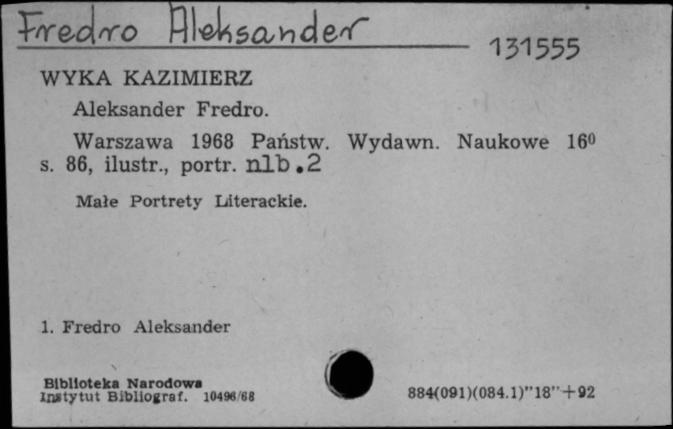 Fredro Aleksander
131555
WYKA KAZIMIERZ
Aleksander Fredro.
Warszawa 1968 Państw. Wydawn. Naukowe 16⁰
s. 86, ilustr., portr. nlb.2
Małe Portrety Literackie.
1. Fredro Aleksander
Biblioteka Narodowa
Instytut Bibliograf. 10496/68
884(091)(084.1)"18"+92